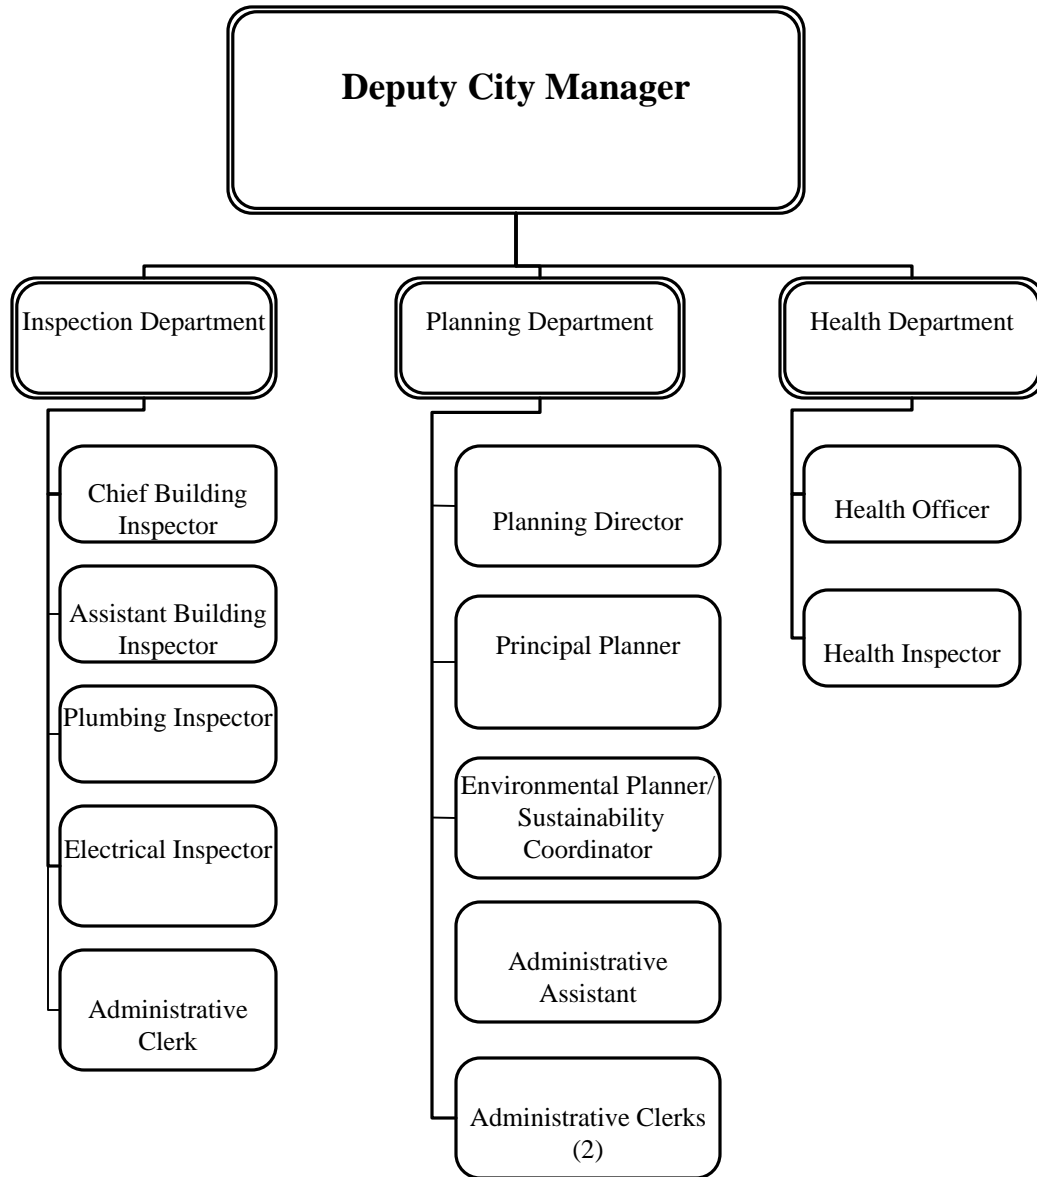 Deputy City Manager
Inspection Department
Planning Department
Health Department
Chief Building
Inspector
Assistant Building
Inspector
Plumbing Inspector
Electrical Inspector
Administrative
Clerk
Planning Director
Principal Planner
Environmental Planner/
Sustainability
Coordinator
Administrative
Assistant
Administrative Clerks
(2)
Health Officer
Health Inspector